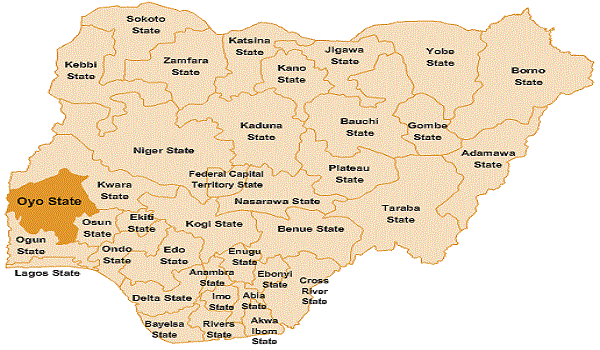 Sokoto
State
Katsina
State
Jigawa
State
Yobe
State
Kebbi
State
Zamfara
State
Kano
State
Borno
State
Bauchi
State
Gombe
State
Kaduna
State
Niger State
Adamawa
State
Plateau
State
Federal Capital
Territory State
Kwara
State
Oyo State
Nasarawa State
Taraba
State
Osun
State
Ekiti
State
Kogi State
Benue State
Ogun
State
Ondo
State
Edo
State
Enugu
State
Lagos State
Anambra
State
Ebonyi
State
Cross
River
State
Delta State
Imo
State
Abia
State
Bayelsa
State
Rivers
State
Akwa
Ibom
State